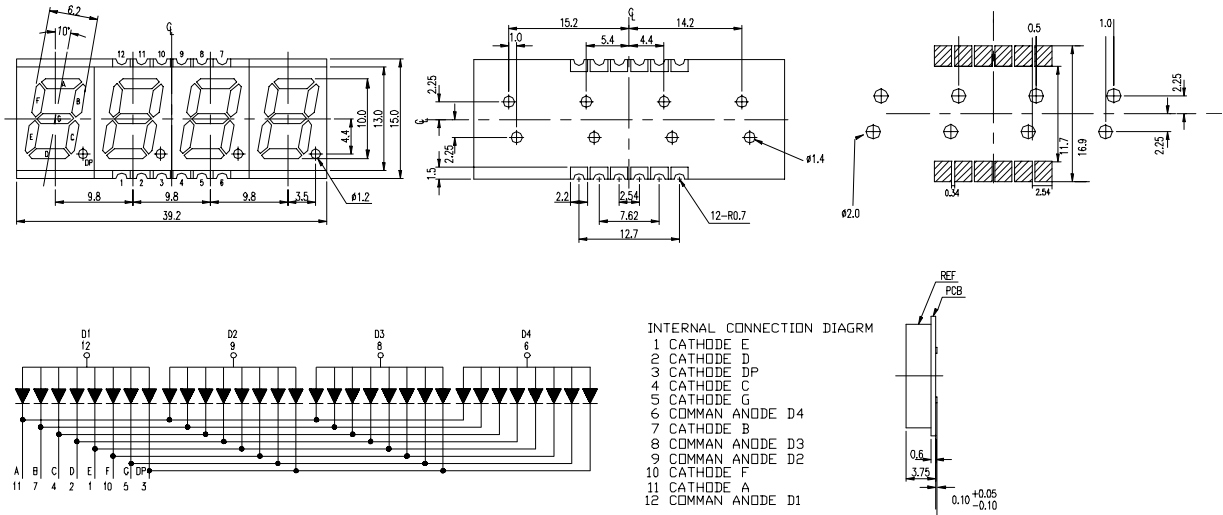 6.2
10°
12 11 10 9 8 7
A
F B
G
E C
D
DP
1 2 3 4 5 6
4.4
10.0
13.0
15.0
9.8 9.8 9.8 3.5
ø1.2
39.2
15.2 14.2
1.0
5.4 4.4
2.25
2.25
1.5
ø1.4
2.2 2.54
12-R0.7
7.62
12.7
0.5 1.0
2.25
2.25
11.7
16.9
ø2.0
0.34 2.54
REF
PCB
0.6
3.75
0.10 +0.05
-0.10
D1 D2 D3 D4
12 9 8 6
A B C D E F G DP
11 7 4 2 1 10 5 3
INTERNAL CONNECTION DIAGRM
1 CATHODE E
2 CATHODE D
3 CATHODE DP
4 CATHODE C
5 CATHODE G
6 COMMAN ANODE D4
7 CATHODE B
8 COMMAN ANODE D3
9 COMMAN ANODE D2
10 CATHODE F
11 CATHODE A
12 COMMAN ANODE D1